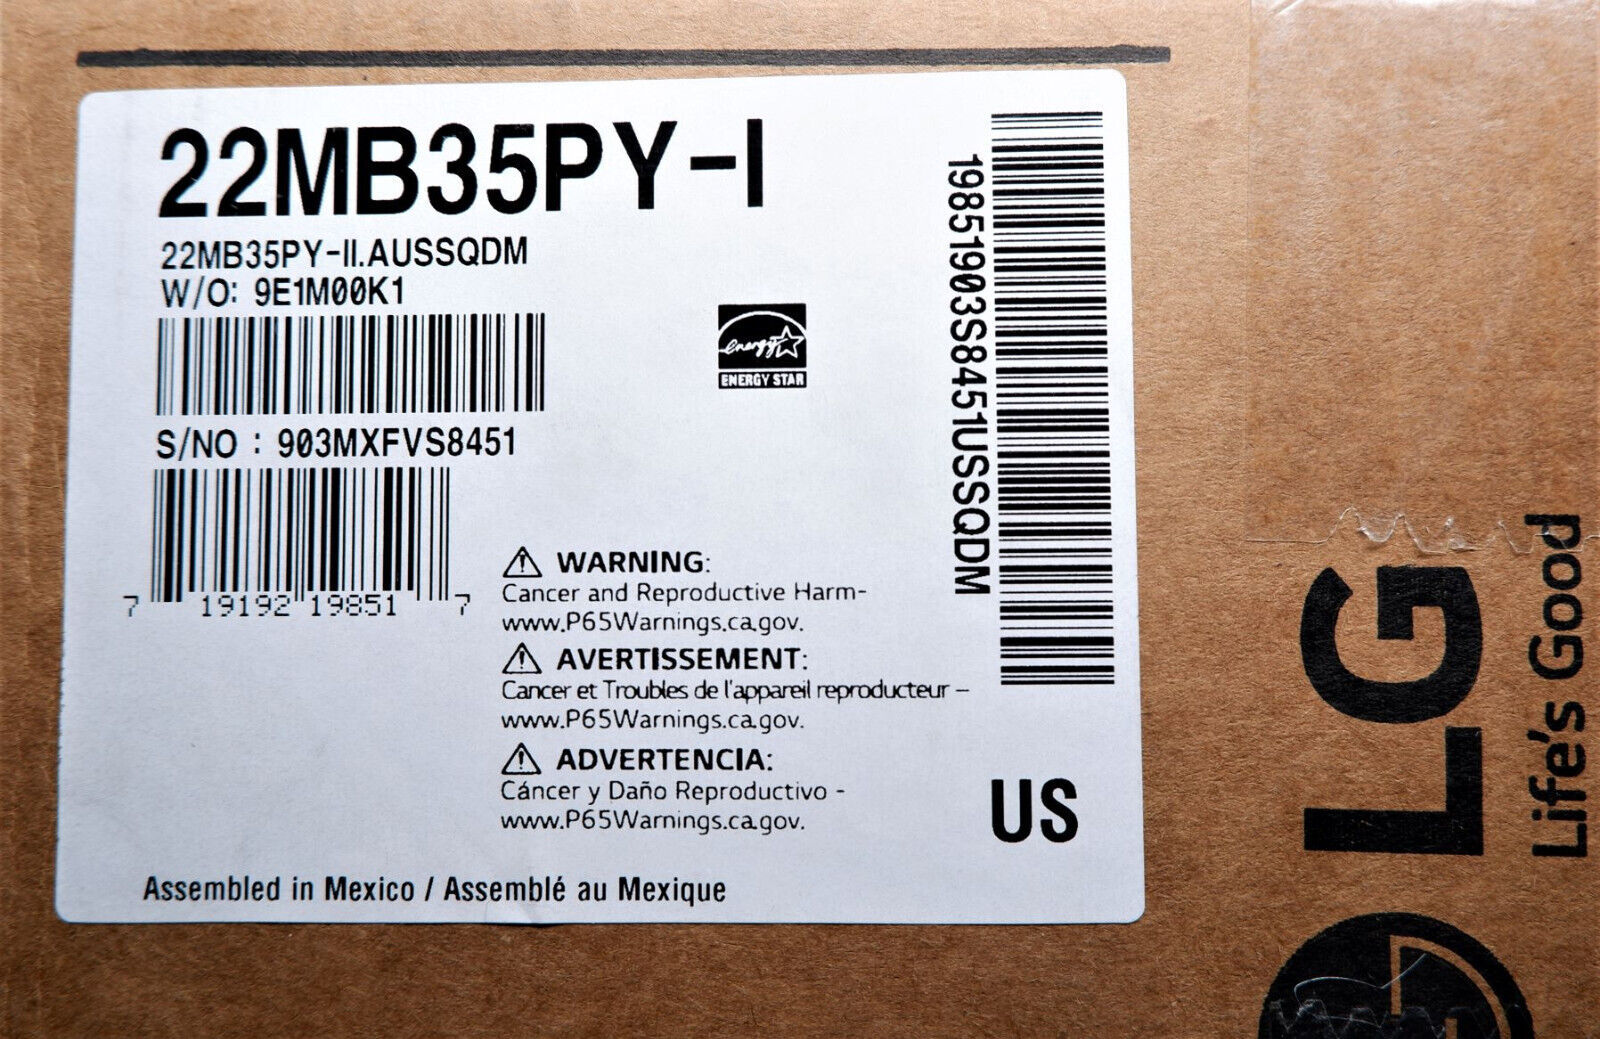 22MB35PY-I
22MB35PY-II.AUSSQDM
W/O: 9E1M00K1
S/NO : 903MXFVS8451
7 19192 19851 7
ENERGY STAR
energy
19851903S8451USSQDM
WARNING:
Cancer and Reproductive Harm-
www.P65Warnings.ca.gov.
AVERTISSEMENT:
Cancer et Troubles de l'appareil reproducteur –
www.P65Warnings.ca.gov.
ADVERTENCIA:
Cáncer y Daño Reproductivo -
www.P65Warnings.ca.gov.
US
Assembled in Mexico / Assemblé au Mexique
LG
Life's Good